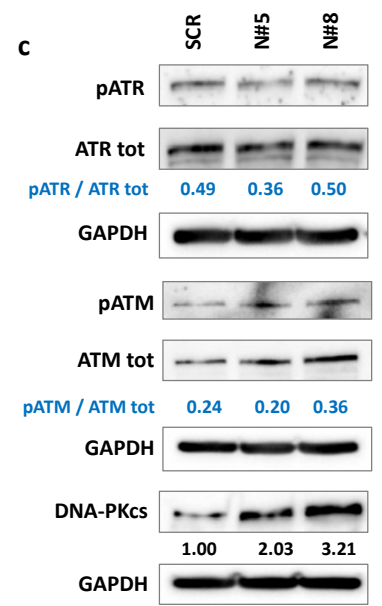 c
SCR N#5 N#8
pATR
ATR tot
pATR / ATR tot 0.49 0.36 0.50
GAPDH
pATM
ATM tot
pATM / ATM tot 0.24 0.20 0.36
GAPDH
DNA-PKcs
1.00 2.03 3.21
GAPDH